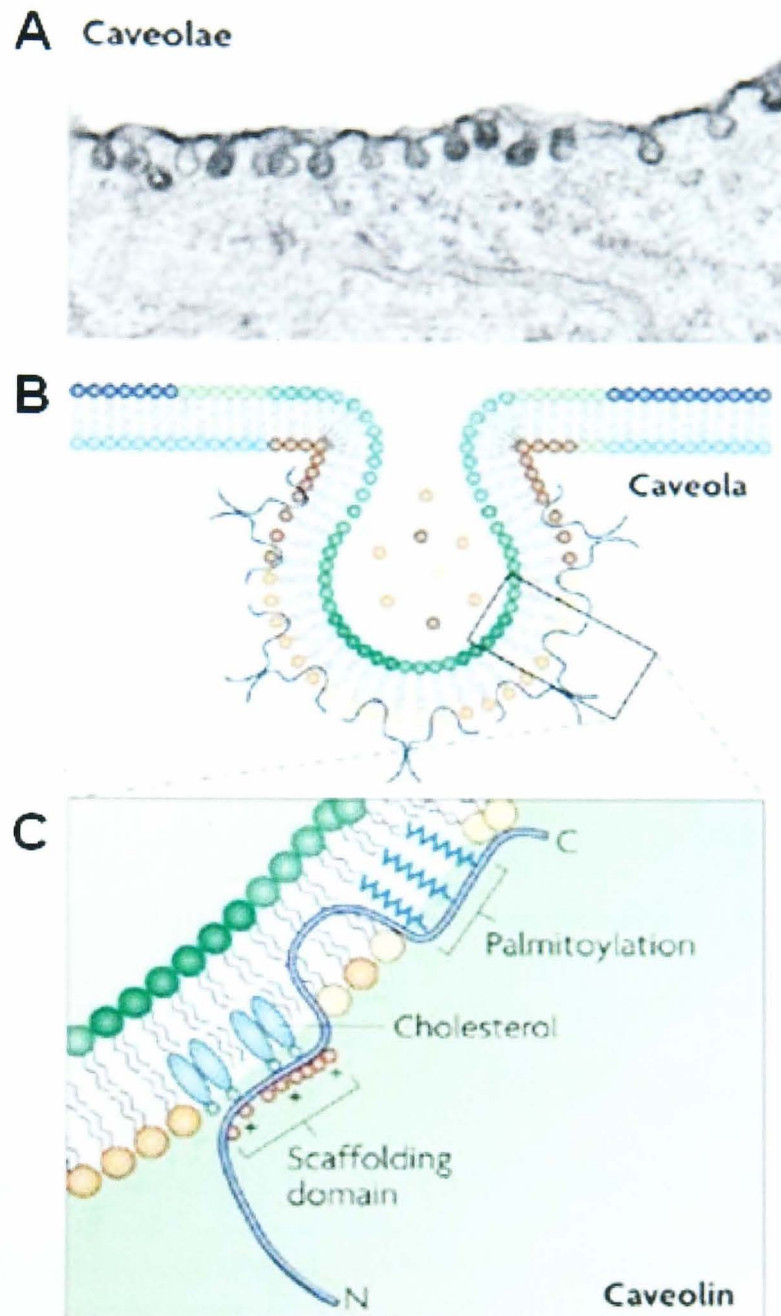 A Caveolae
B
Caveola
C
C
Palmitoylation
Cholesterol
+ + +
Scaffolding
domain
N
Caveolin